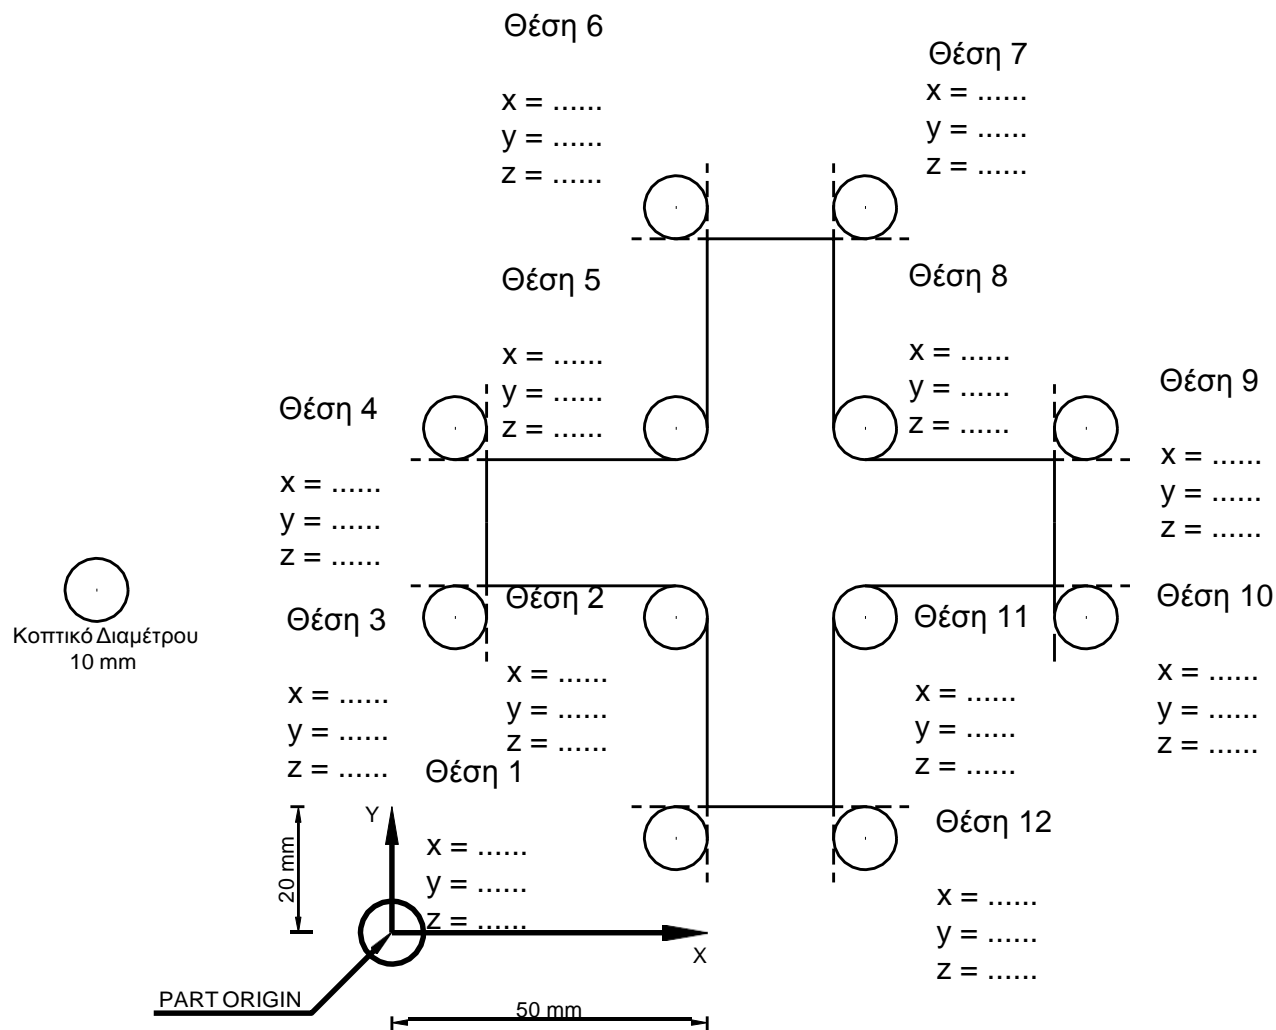 Θέση 6
x = ......
y = ......
z = ......
Θέση 7
x = ......
y = ......
z = ......
Θέση 5
x = ......
y = ......
z = ......
Θέση 8
x = ......
y = ......
z = ......
Θέση 4
x = ......
y = ......
z = ......
Θέση 9
x = ......
y = ......
z = ......
Κοπτικό Διαμέτρου
10 mm
Θέση 3
x = ......
y = ......
z = ......
Θέση 2
x = ......
y = ......
z = ......
Θέση 11
x = ......
y = ......
z = ......
Θέση 10
x = ......
y = ......
z = ......
Θέση 1
x = ......
y = ......
z = ......
Θέση 12
x = ......
y = ......
z = ......
Y
20 mm
X
PART ORIGIN
50 mm